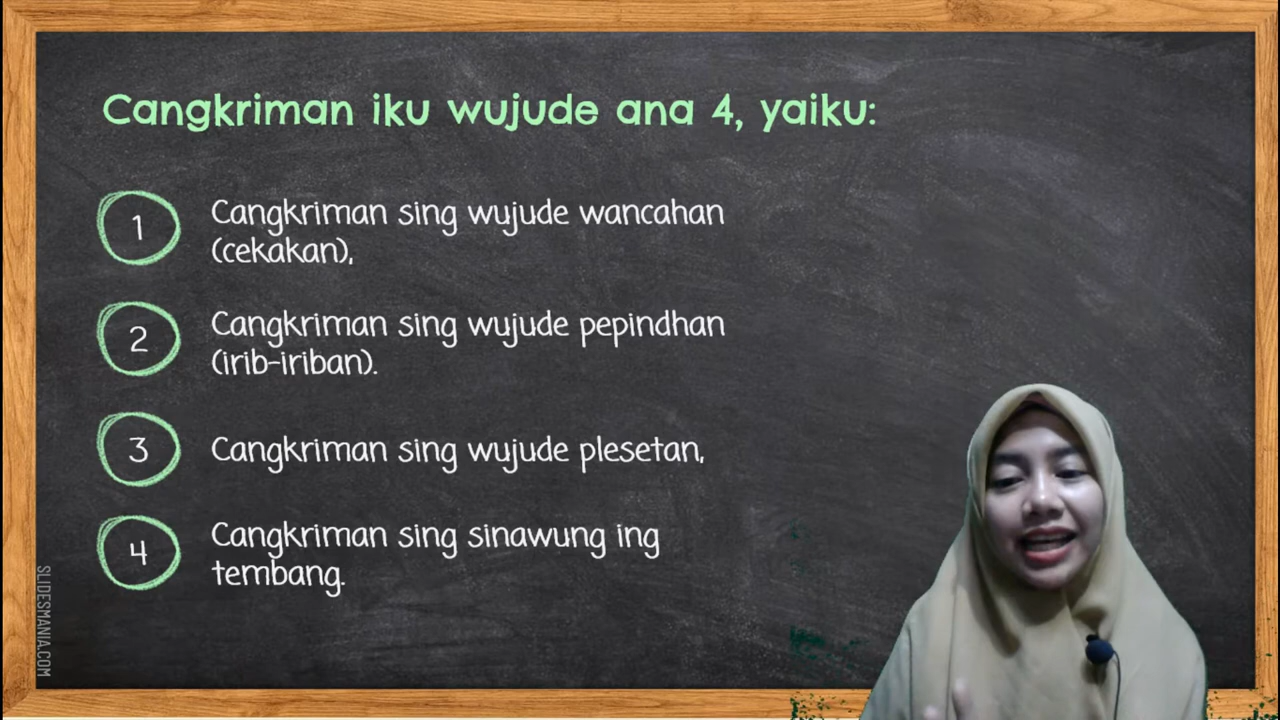 Cangkriman iku wujude ana 4, yaiku:
1
Cangkriman sing wujude wancahan
(cekakan),
2
Cangkriman sing wujude pepindhan
(irib-iriban).
3
Cangkriman sing wujude plesetan,
4
Cangkriman sing sinawung ing
tembang.
SLIDESMANIA.COM